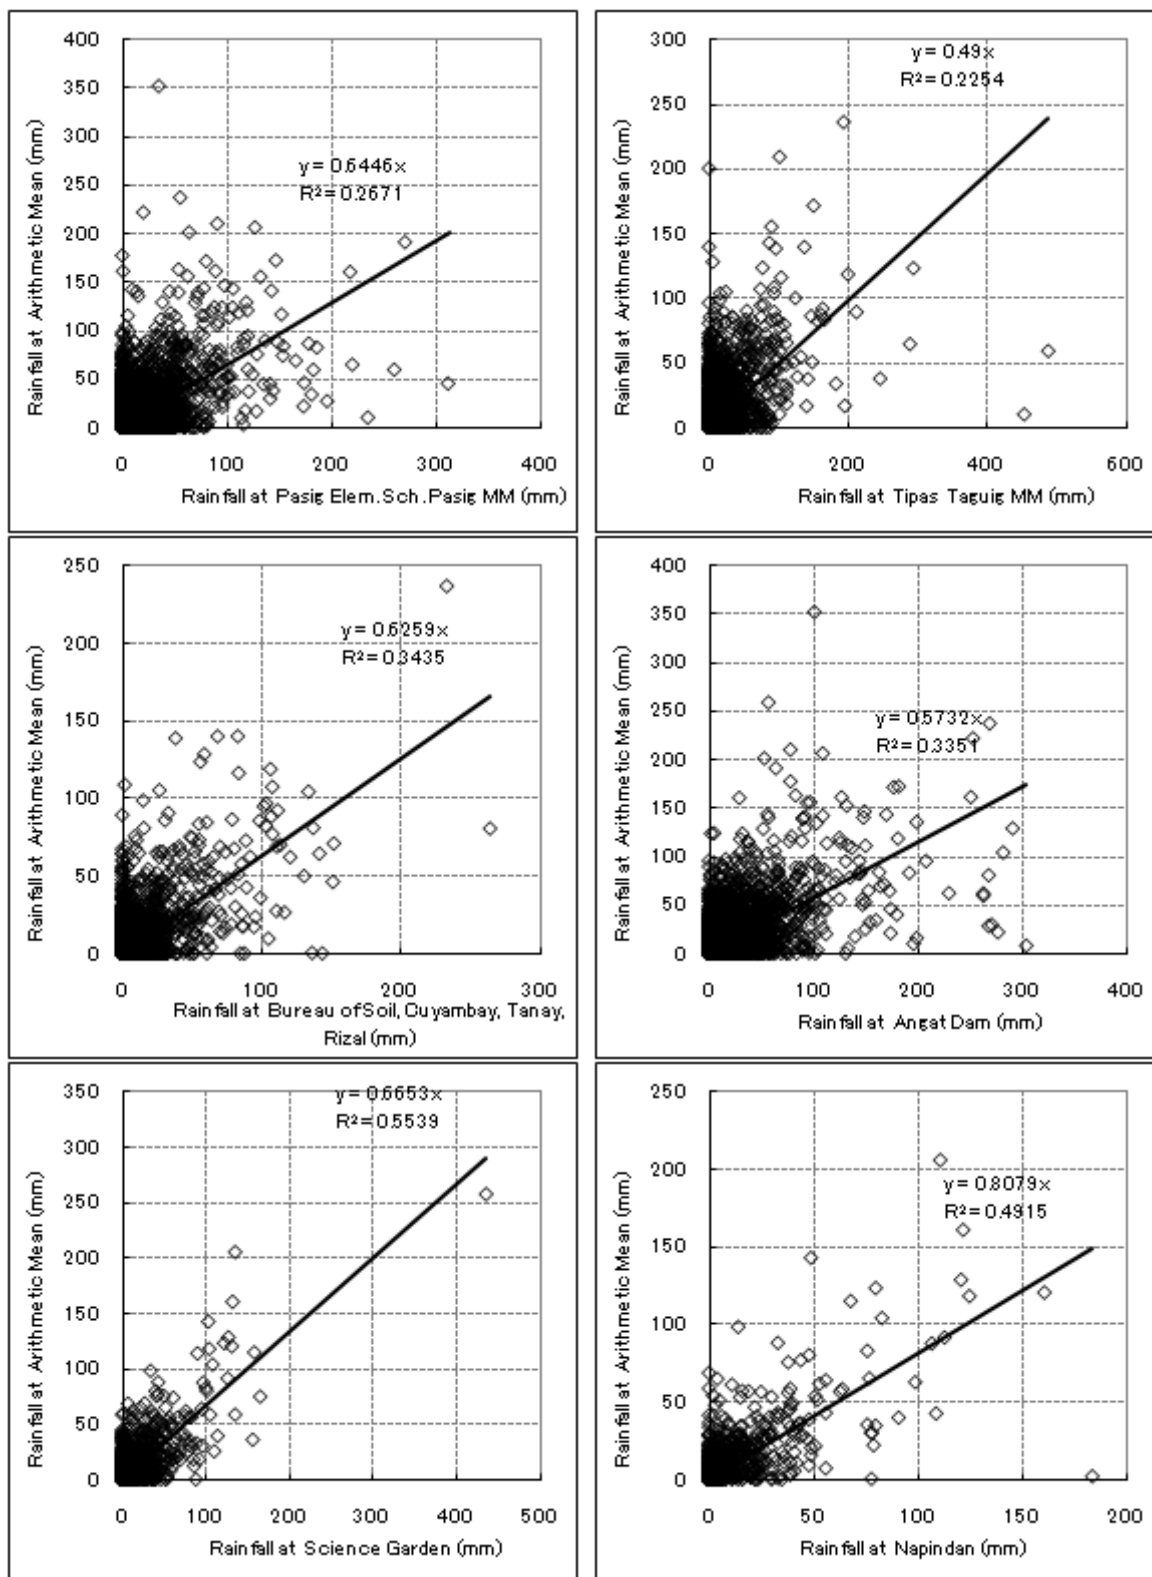 400
350
300
250
200
150
100
50
0
Rainfall at Arithmetic Mean (mm)
y = 0.6446x
R² = 0.2671
0 100 200 300 400
Rainfall at Pasig Elem. Sch. Pasig MM (mm)
300
250
200
150
100
50
0
Rainfall at Arithmetic Mean (mm)
y = 0.49x
R² = 0.2254
0 200 400 600
Rainfall at Tipas Taguig MM (mm)
250
200
150
100
50
0
Rainfall at Arithmetic Mean (mm)
y = 0.6259x
R² = 0.3435
0 100 200 300
Rainfall at Bureau of Soil, Cuyambay, Tanay,
Rizal (mm)
400
350
300
250
200
150
100
50
0
Rainfall at Arithmetic Mean (mm)
y = 0.5732x
R² = 0.3351
0 100 200 300 400
Rainfall at Angat Dam (mm)
350
300
250
200
150
100
50
0
Rainfall at Arithmetic Mean (mm)
y = 0.6653x
R² = 0.5539
0 100 200 300 400 500
Rainfall at Science Garden (mm)
250
200
150
100
50
0
Rainfall at Arithmetic Mean (mm)
y = 0.8079x
R² = 0.4915
0 50 100 150 200
Rainfall at Napindan (mm)